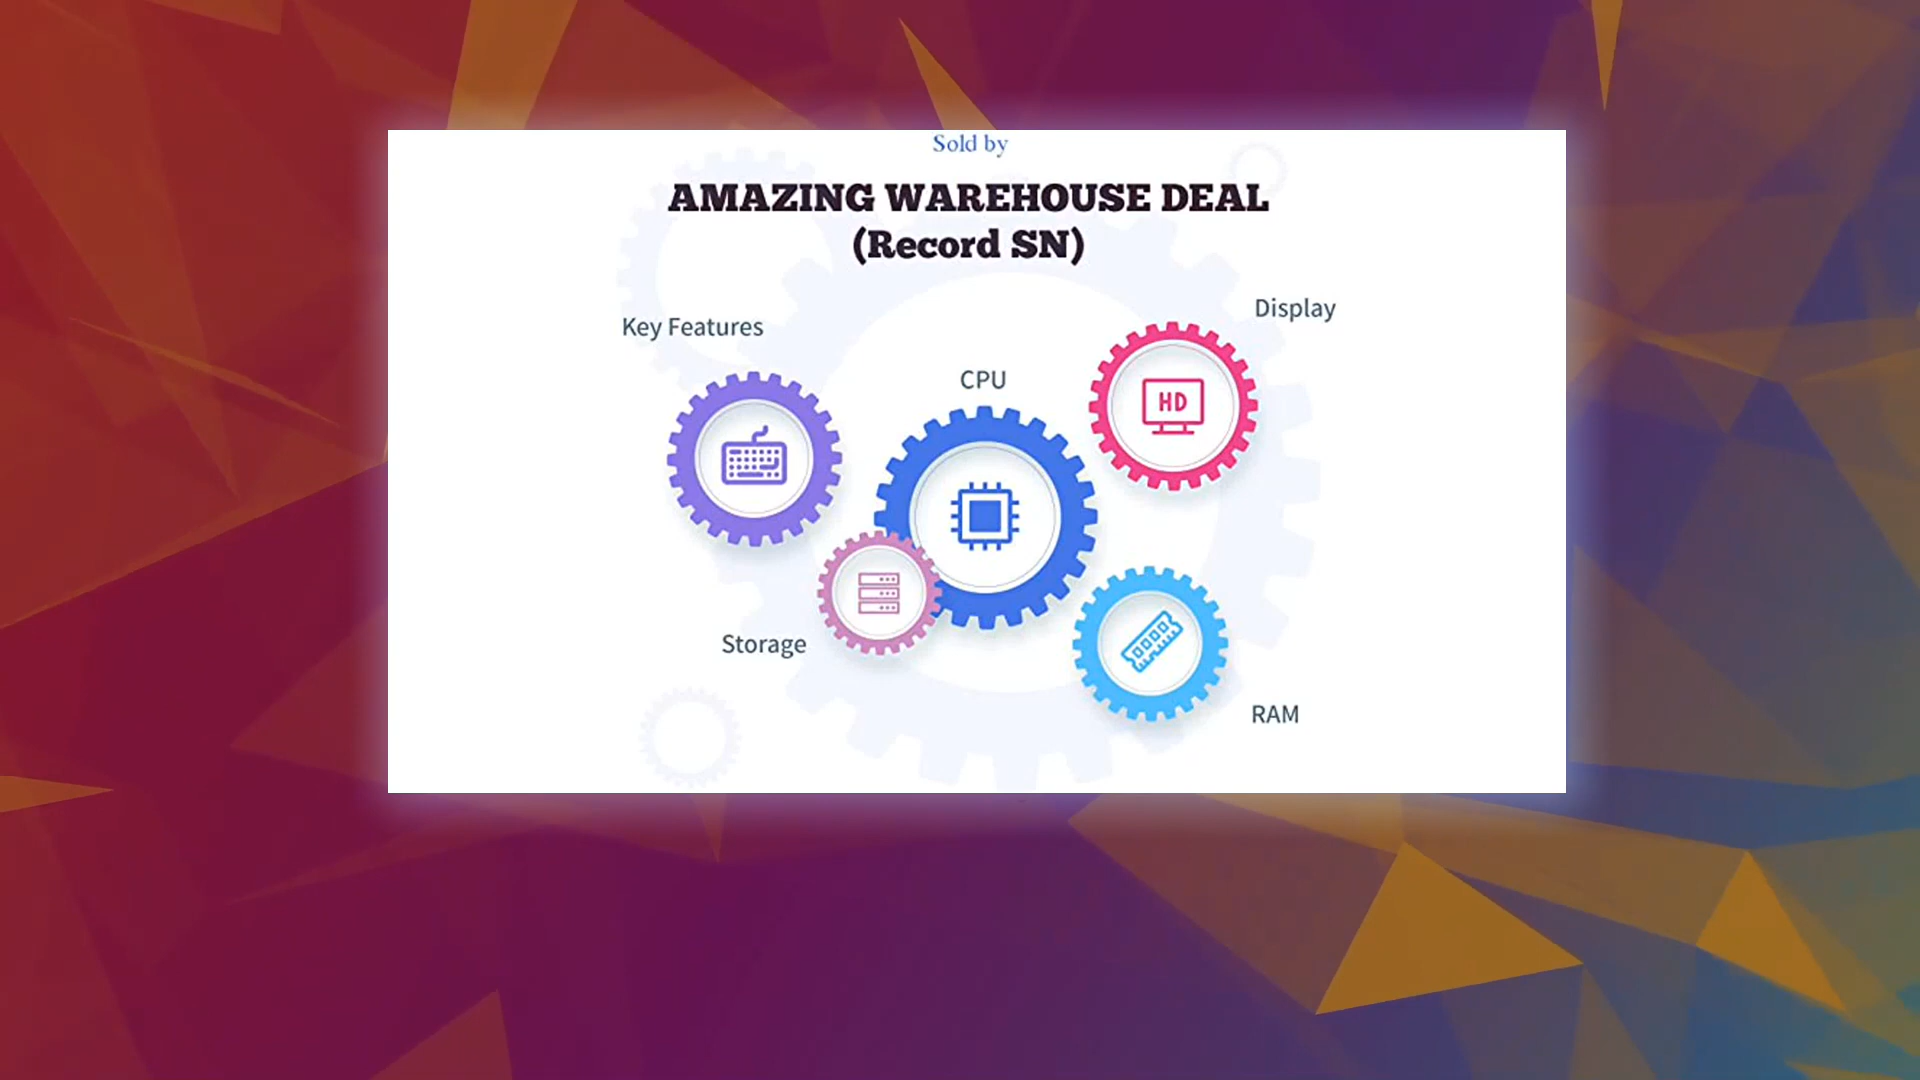 Sold by
AMAZING WAREHOUSE DEAL
(Record SN)
Display
Key Features
CPU
HD
Storage
RAM